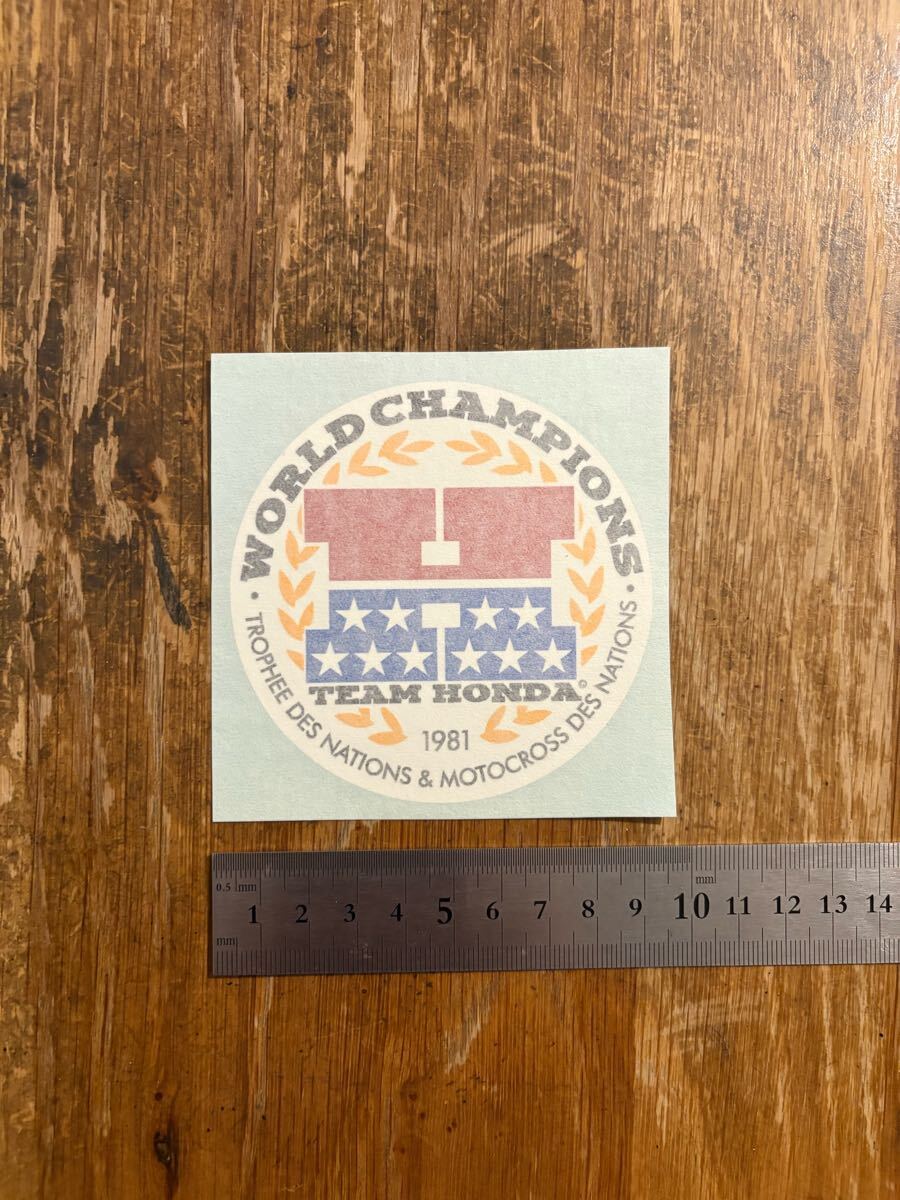 WORLD CHAMPIONS
TEAM HONDA©
1981
• TROPHEE DES NATIONS & MOTOCROSS DES NATIONS •
0.5 mm
mm
1 2 3 4 5 6 7 8 9 10 11 12 13 14
mm